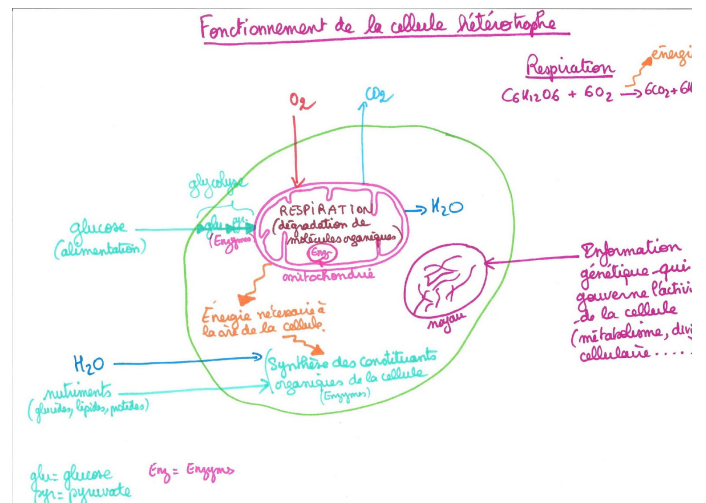 Fonctionnement de la cellule hétérotrophe
énergi
Respiration
C6H12O6 + 6O2 → 6CO2 + 6H
O2
CO2
glycolyse
glu → pyr.
(Enzymes)
RESPIRATION
(dégradation de
molécules organiques)
Enz
mitochondrie
H2O
glucose
(alimentation)
Information
génétique qui
gouverne l'activi
de la cellule
(métabolisme, divi
cellulaire.....
noyau
Énergie nécessaire à
la vie de la cellule.
H2O
Synthèse des constituants
organiques de la cellule
(Enzymes)
nutriments
(glucides, lipides, protides)
glu = glucose
Enz = Enzymes
pyr = pyruvate